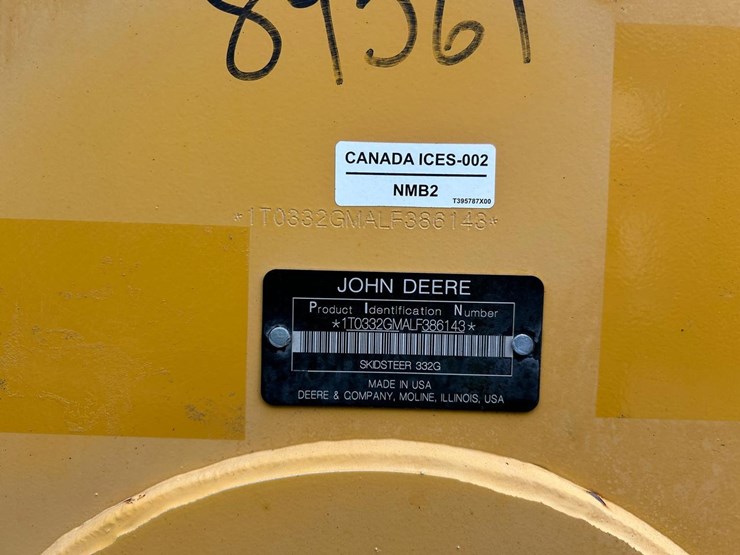 89361
CANADA ICES-002
NMB2
T395787X00
*1T0332GMALF386143*
JOHN DEERE
Product Identification Number
*1T0332GMALF386143*
SKIDSTEER 332G
MADE IN USA
DEERE & COMPANY, MOLINE, ILLINOIS, USA